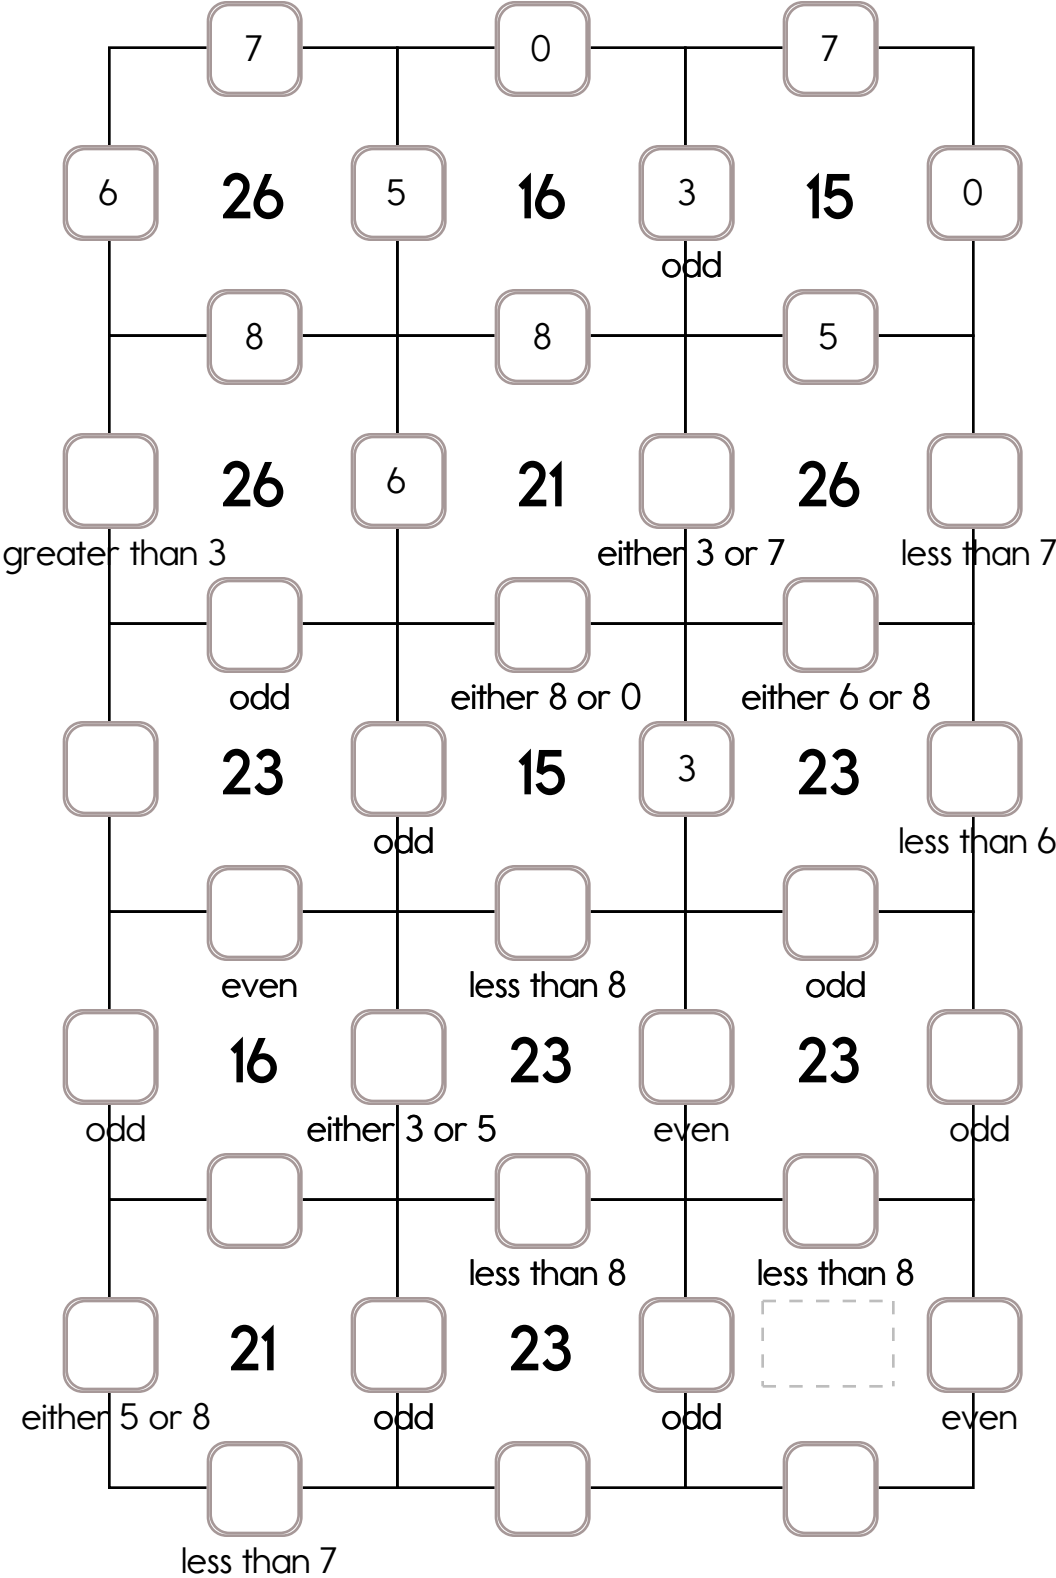 7 0 7
6 26 5 16 3 15 0
odd
8 8 5
26 6 21 26
greater than 3 either 3 or 7 less than 7
odd either 8 or 0 either 6 or 8
23 15 3 23
odd less than 6
even less than 8 odd
16 23 23
odd either 3 or 5 even odd
less than 8 less than 8
21 23
either 5 or 8 odd odd even
less than 7